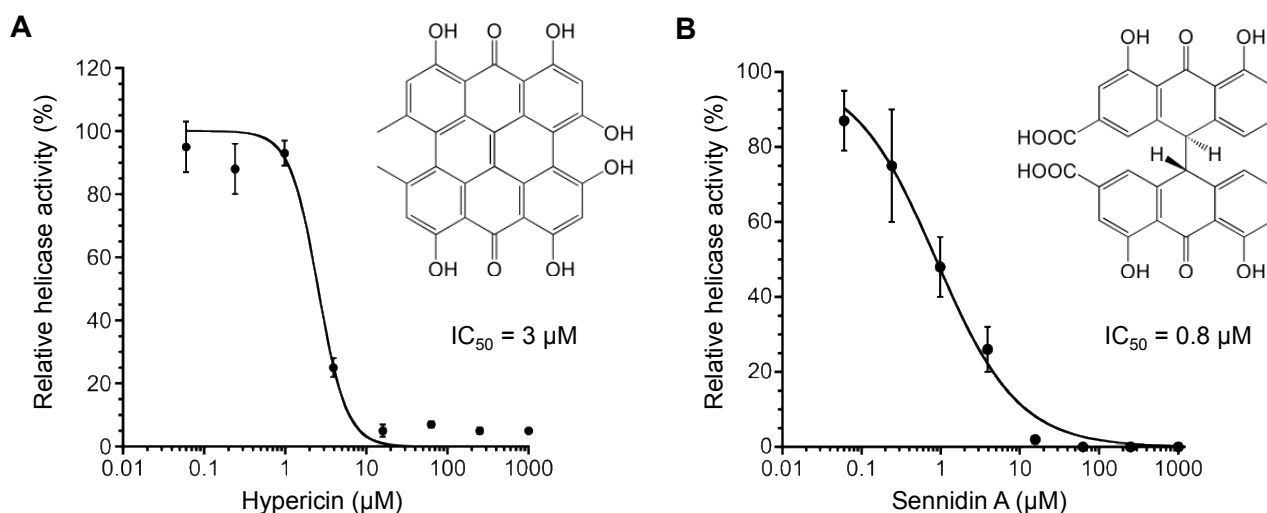 A
Relative helicase activity (%)
120
100
80
60
40
20
0
0.01 0.1 1 10 100 1000
Hypericin (µM)
OH O OH
OH
OH
OH O OH
IC50 = 3 µM
B
Relative helicase activity (%)
100
80
60
40
20
0
0.01 0.1 1 10 100 1000
Sennidin A (µM)
OH O OH
HOOC
H H
HOOC
OH O OH
IC50 = 0.8 µM